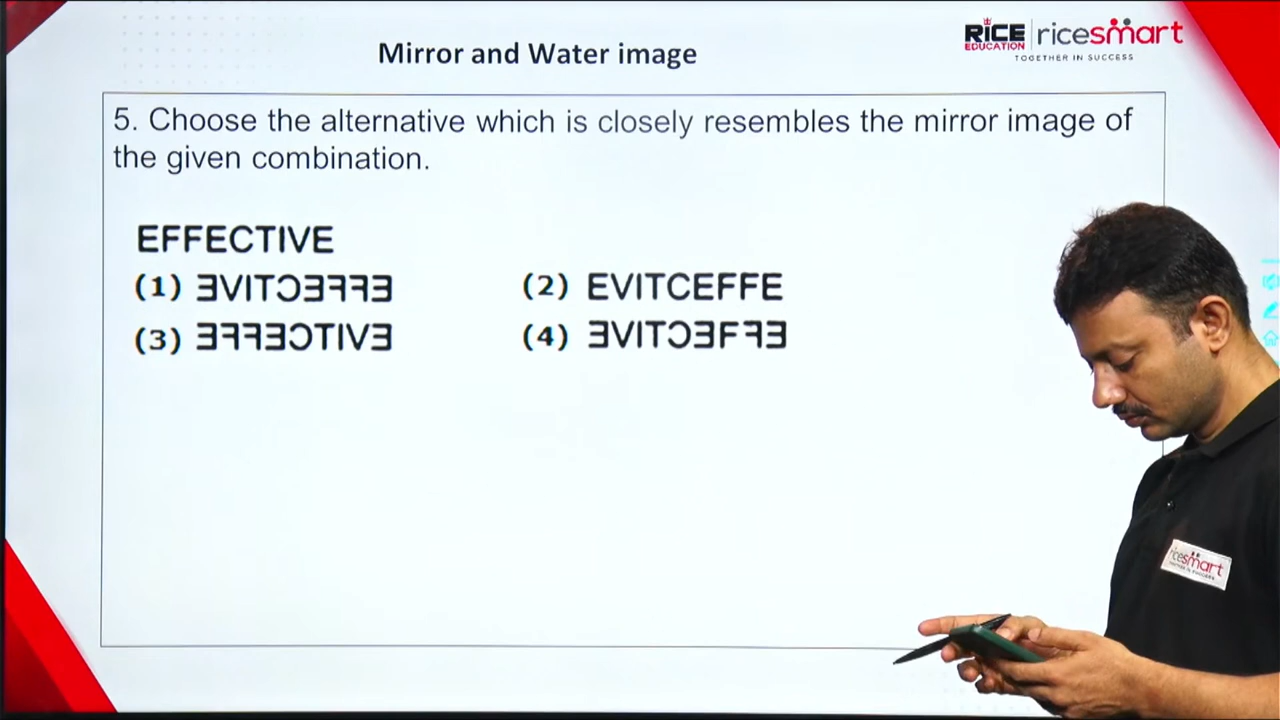 Mirror and Water image
RICE EDUCATION ricesmart
TOGETHER IN SUCCESS
5. Choose the alternative which is closely resembles the mirror image of
the given combination.
EFFECTIVE
(1) ƎVITƆƎꟻꟻƎ
(2) EVITCEFFE
(3) ƎꟻꟻƎƆTIVƎ
(4) ƎVITƆƎFꟻƎ
ricesmart